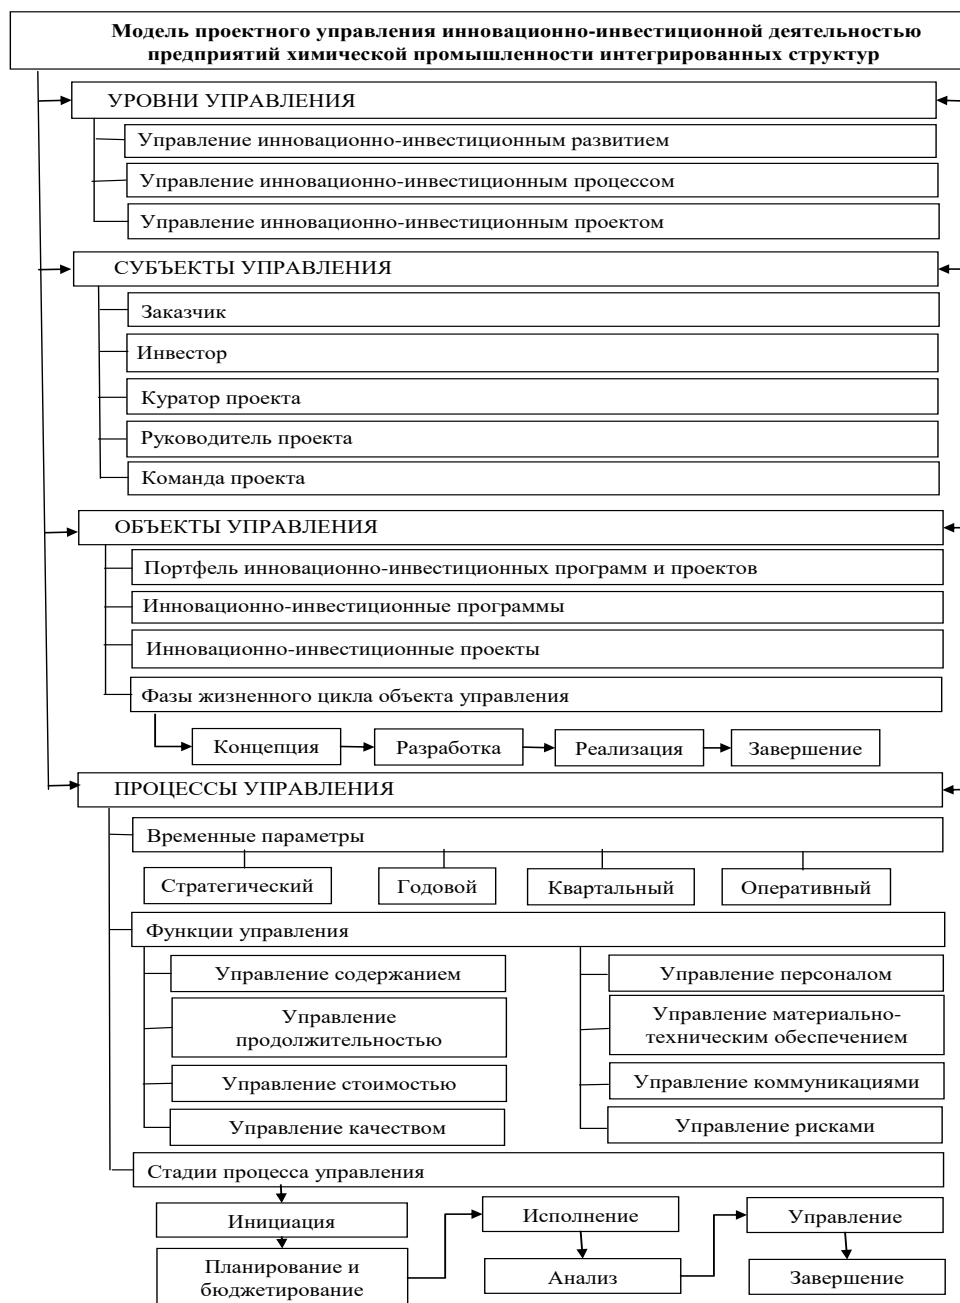 Модель проектного управления инновационно-инвестиционной деятельностью
предприятий химической промышленности интегрированных структур
УРОВНИ УПРАВЛЕНИЯ
Управление инновационно-инвестиционным развитием
Управление инновационно-инвестиционным процессом
Управление инновационно-инвестиционным проектом
СУБЪЕКТЫ УПРАВЛЕНИЯ
Заказчик
Инвестор
Куратор проекта
Руководитель проекта
Команда проекта
ОБЪЕКТЫ УПРАВЛЕНИЯ
Портфель инновационно-инвестиционных программ и проектов
Инновационно-инвестиционные программы
Инновационно-инвестиционные проекты
Фазы жизненного цикла объекта управления
Концепция
Разработка
Реализация
Завершение
ПРОЦЕССЫ УПРАВЛЕНИЯ
Временные параметры
Стратегический
Годовой
Квартальный
Оперативный
Функции управления
Управление содержанием
Управление
продолжительностью
Управление стоимостью
Управление качеством
Управление персоналом
Управление материально-
техническим обеспечением
Управление коммуникациями
Управление рисками
Стадии процесса управления
Инициация
Планирование и
бюджетирование
Исполнение
Анализ
Управление
Завершение